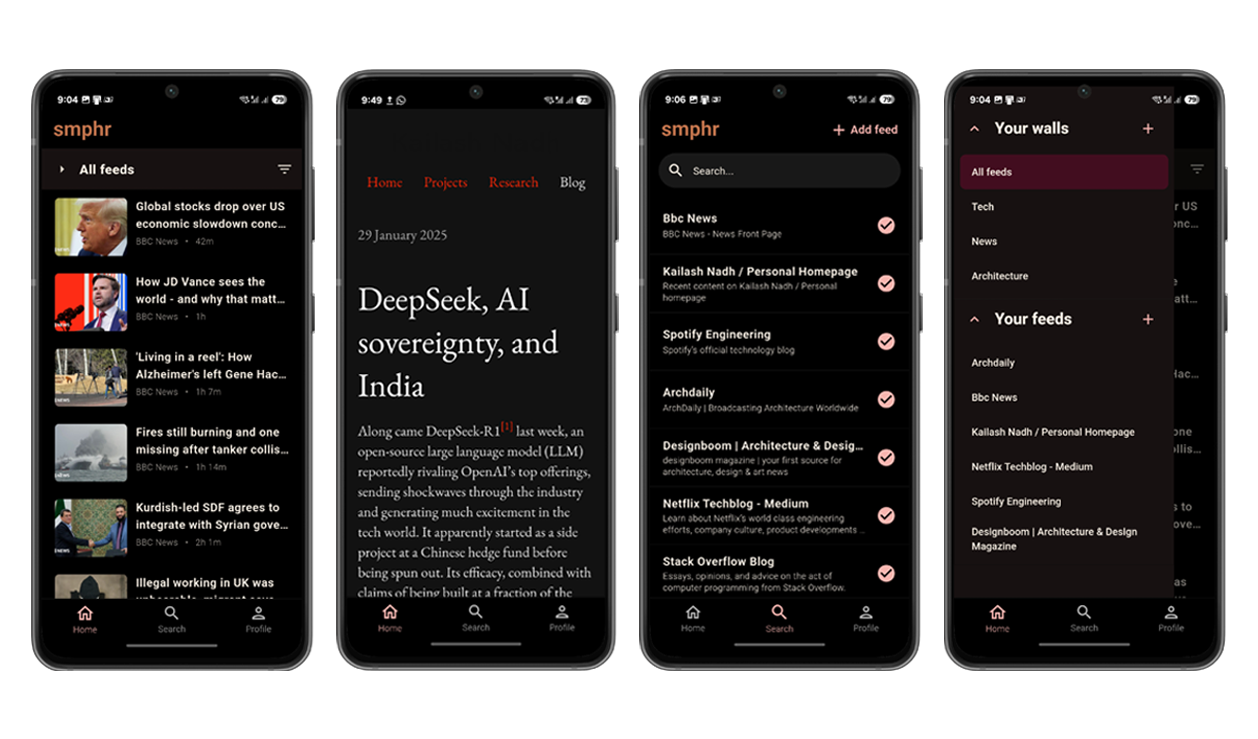 9:04
79
smphr
All feeds
Global stocks drop over US
economic slowdown conc...
BBC News • 42m
How JD Vance sees the
world - and why that matt...
BBC News • 1h
'Living in a reel': How
Alzheimer's left Gene Hac...
BBC News • 1h 7m
Fires still burning and one
missing after tanker collis...
BBC News • 1h 14m
Kurdish-led SDF agrees to
integrate with Syrian gove...
BBC News • 2h 1m
Illegal working in UK was
Home
Search
Profile
9:49
73
Home Projects Research Blog
29 January 2025
DeepSeek, AI
sovereignty, and
India
Along came DeepSeek-R1[1] last week, an
open-source large language model (LLM)
reportedly rivaling OpenAI's top offerings,
sending shockwaves through the industry
and generating much excitement in the
tech world. It apparently started as a side
project at a Chinese hedge fund before
being spun out. Its efficacy, combined with
claims of being built at a fraction of the
Home
Search
Profile
9:06
79
smphr
+ Add feed
Search...
Bbc News
BBC News - News Front Page
Kailash Nadh / Personal Homepage
Recent content on Kailash Nadh / Personal
homepage
Spotify Engineering
Spotify's official technology blog
Archdaily
ArchDaily | Broadcasting Architecture Worldwide
Designboom | Architecture & Desig...
designboom magazine | your first source for
architecture, design & art news
Netflix Techblog - Medium
Learn about Netflix's world class engineering
efforts, company culture, product developments ...
Stack Overflow Blog
Essays, opinions, and advice on the act of
computer programming from Stack Overflow.
Home
Search
Profile
9:04
79
Your walls +
All feeds
Tech
News
Architecture
Your feeds +
Archdaily
Bbc News
Kailash Nadh / Personal Homepage
Netflix Techblog - Medium
Spotify Engineering
Designboom | Architecture & Design
Magazine
Home
Search
Profile